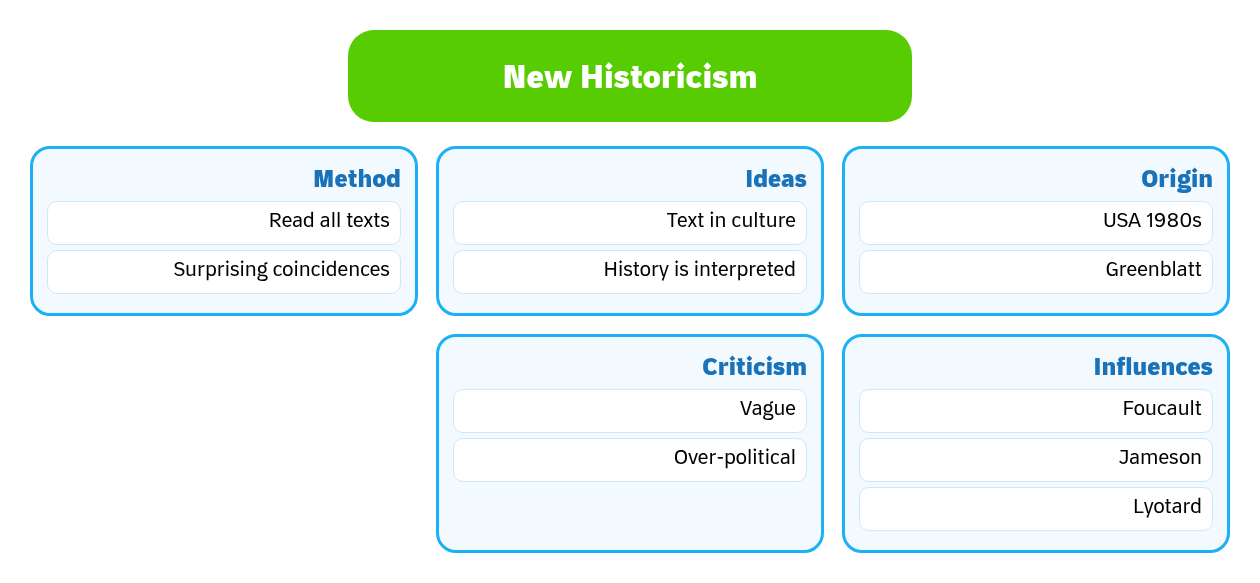 New Historicism
Origin
USA 1980s
Greenblatt
Ideas
Text in culture
History is interpreted
Method
Read all texts
Surprising coincidences
Influences
Foucault
Jameson
Lyotard
Criticism
Vague
Over-political